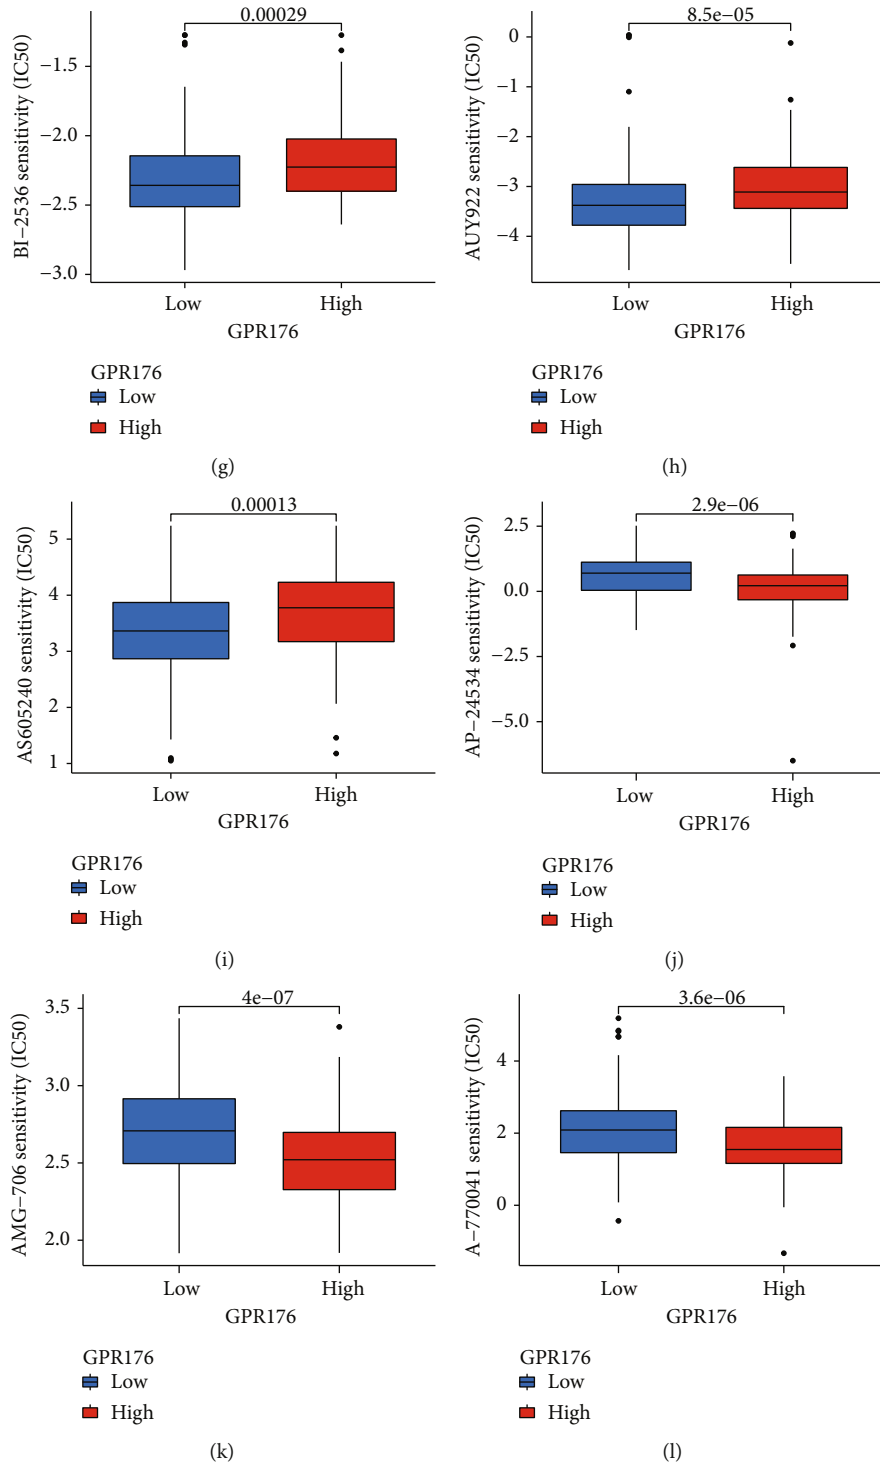 0.00029
BI−2536 sensitivity (IC50)
−1.5
−2.0
−2.5
−3.0
Low High
GPR176
GPR176
Low
High
(g)
8.5e−05
AUY922 sensitivity (IC50)
0
−1
−2
−3
−4
Low High
GPR176
GPR176
Low
High
(h)
0.00013
AS605240 sensitivity (IC50)
5
4
3
2
1
Low High
GPR176
GPR176
Low
High
(i)
2.9e−06
AP−24534 sensitivity (IC50)
2.5
0.0
−2.5
−5.0
Low High
GPR176
GPR176
Low
High
(j)
4e−07
AMG−706 sensitivity (IC50)
3.5
3.0
2.5
2.0
Low High
GPR176
GPR176
Low
High
(k)
3.6e−06
A−770041 sensitivity (IC50)
4
2
0
Low High
GPR176
GPR176
Low
High
(l)